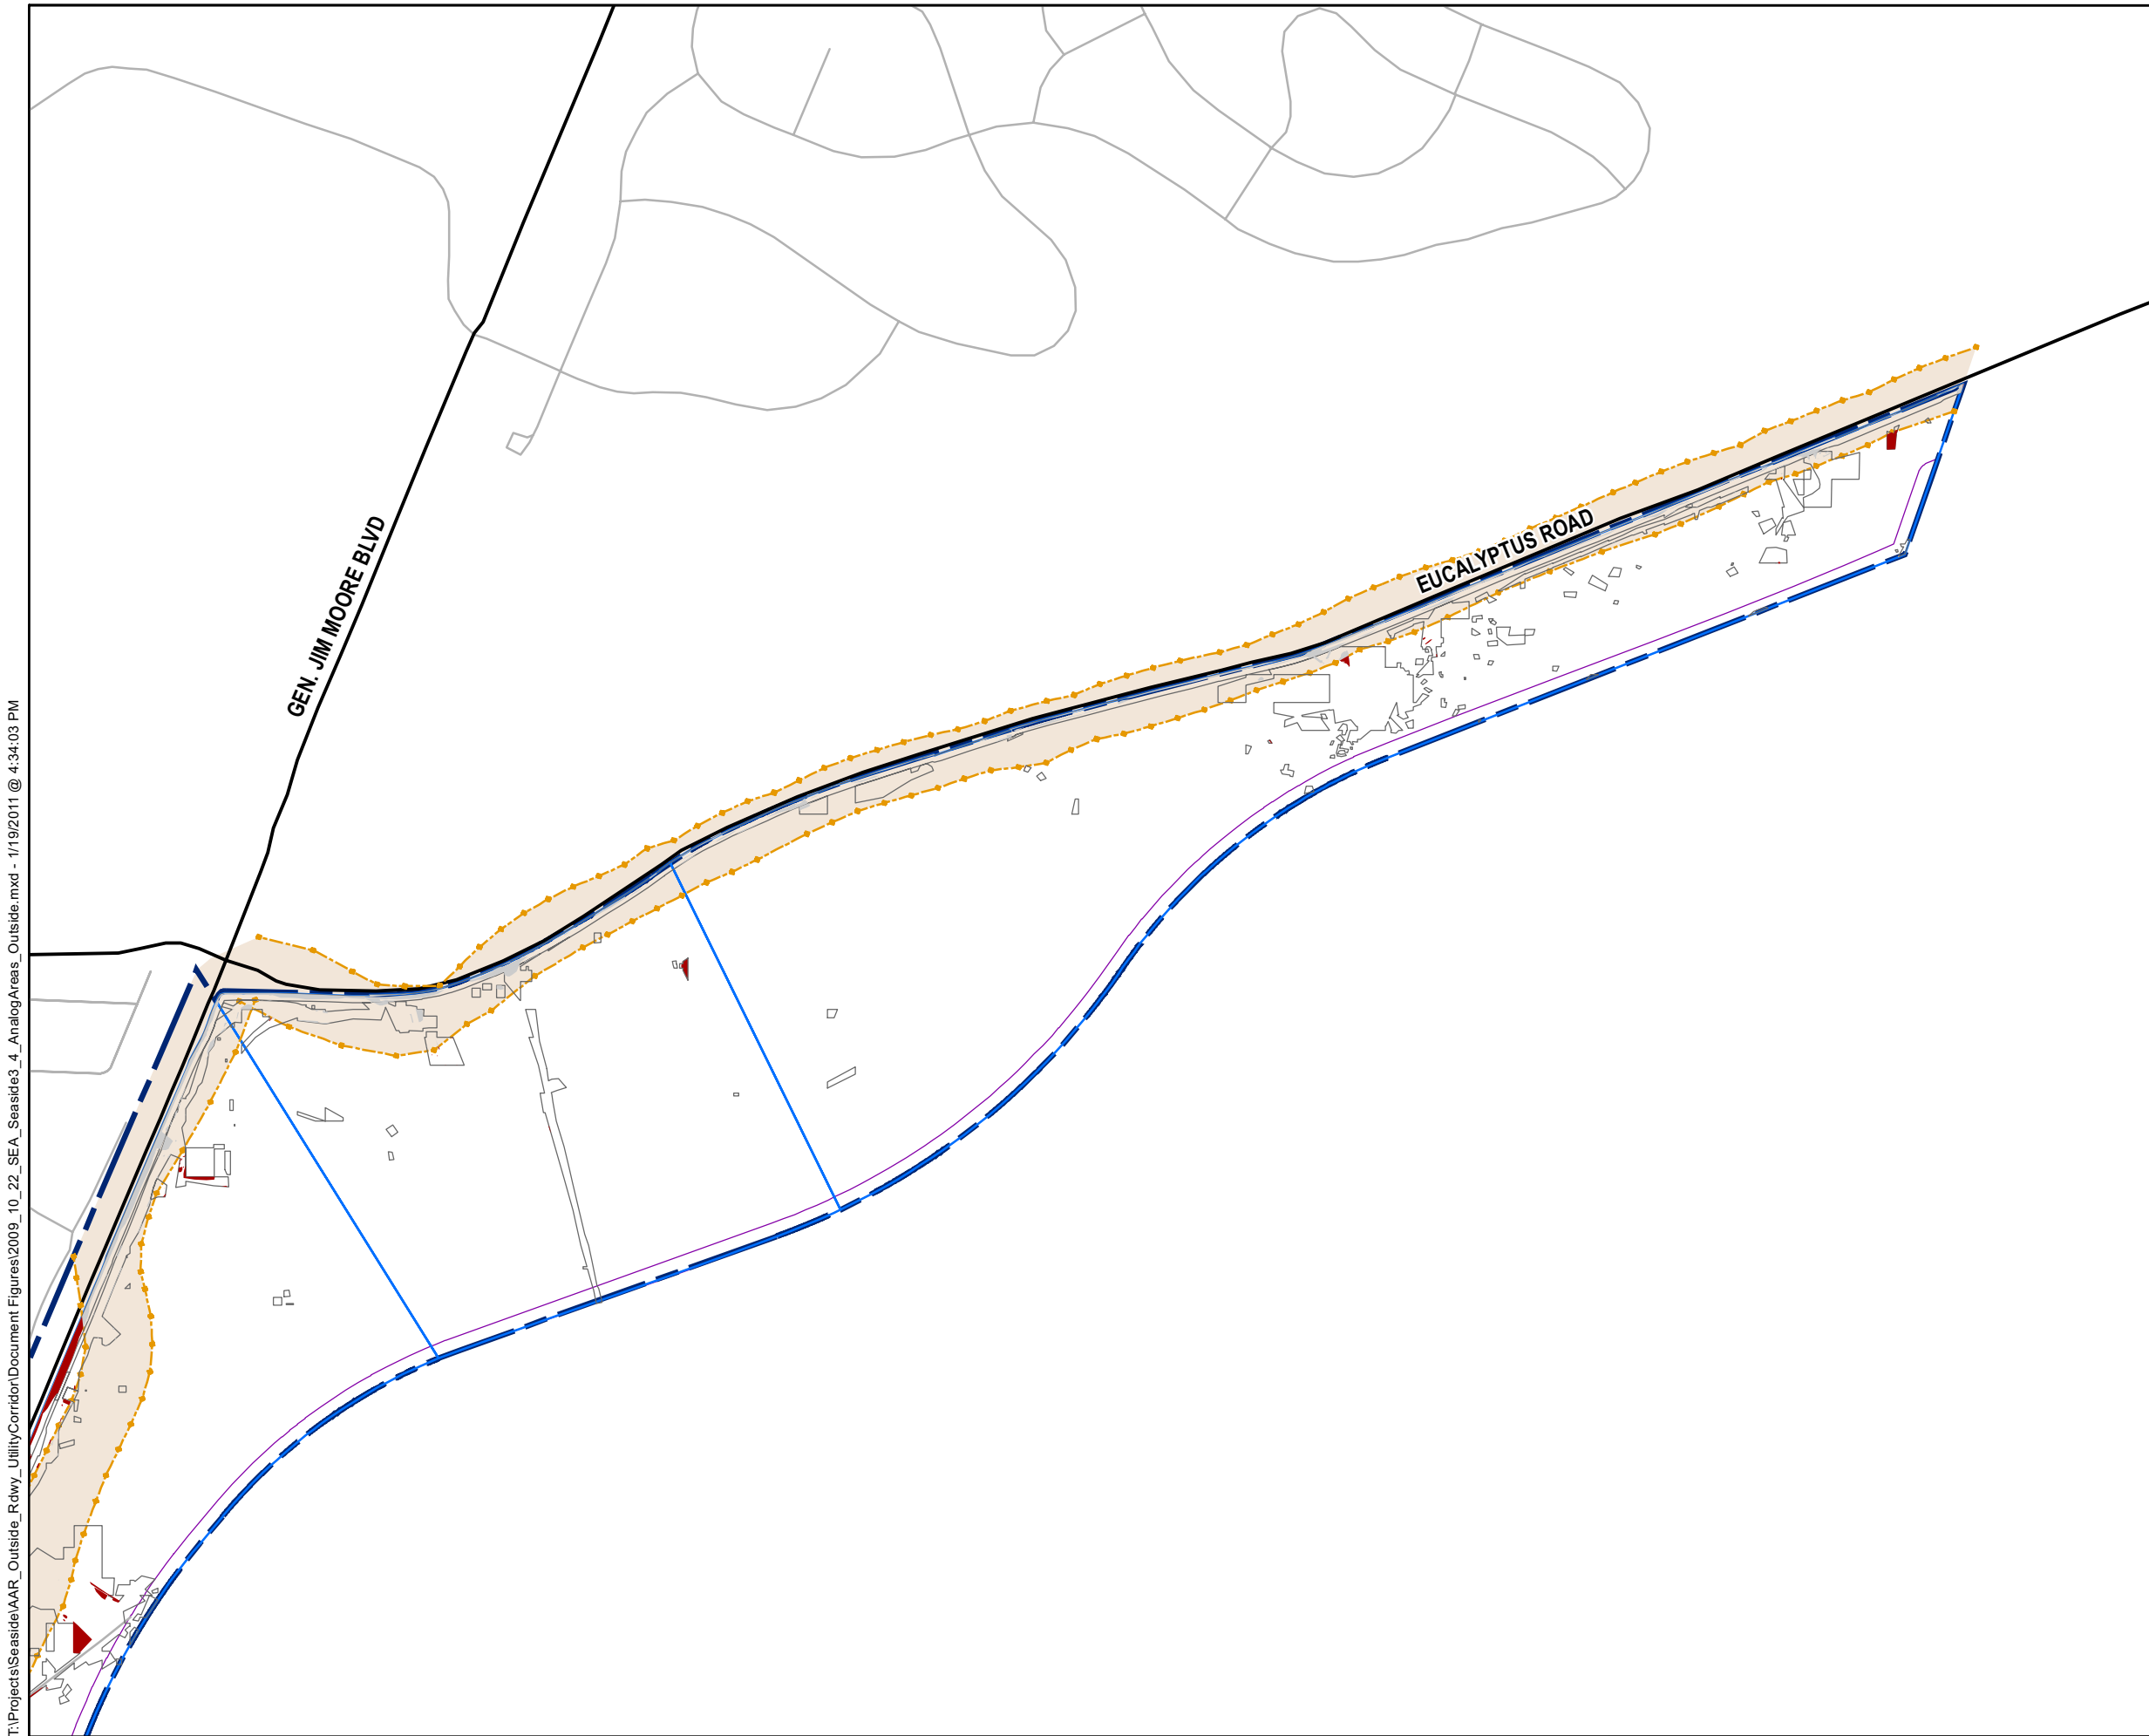 GEN. JIM MOORE BLVD
EUCALYPTUS ROAD
T:\Projects\Seaside\AAR_Outside_Rdwy_UtilityCorridor\Document Figures\2009_10_22_SEA_Seaside3_4_AnalogAreas_Outside.mxd - 1/19/2011 @ 4:34:03 PM